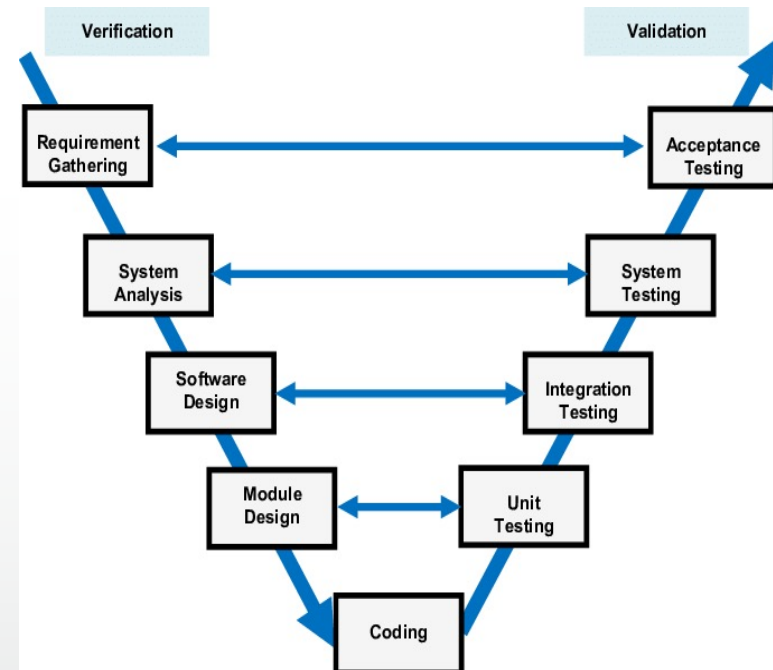 Verification
Validation
Requirement
Gathering
Acceptance
Testing
System
Analysis
System
Testing
Software
Design
Integration
Testing
Module
Design
Unit
Testing
Coding